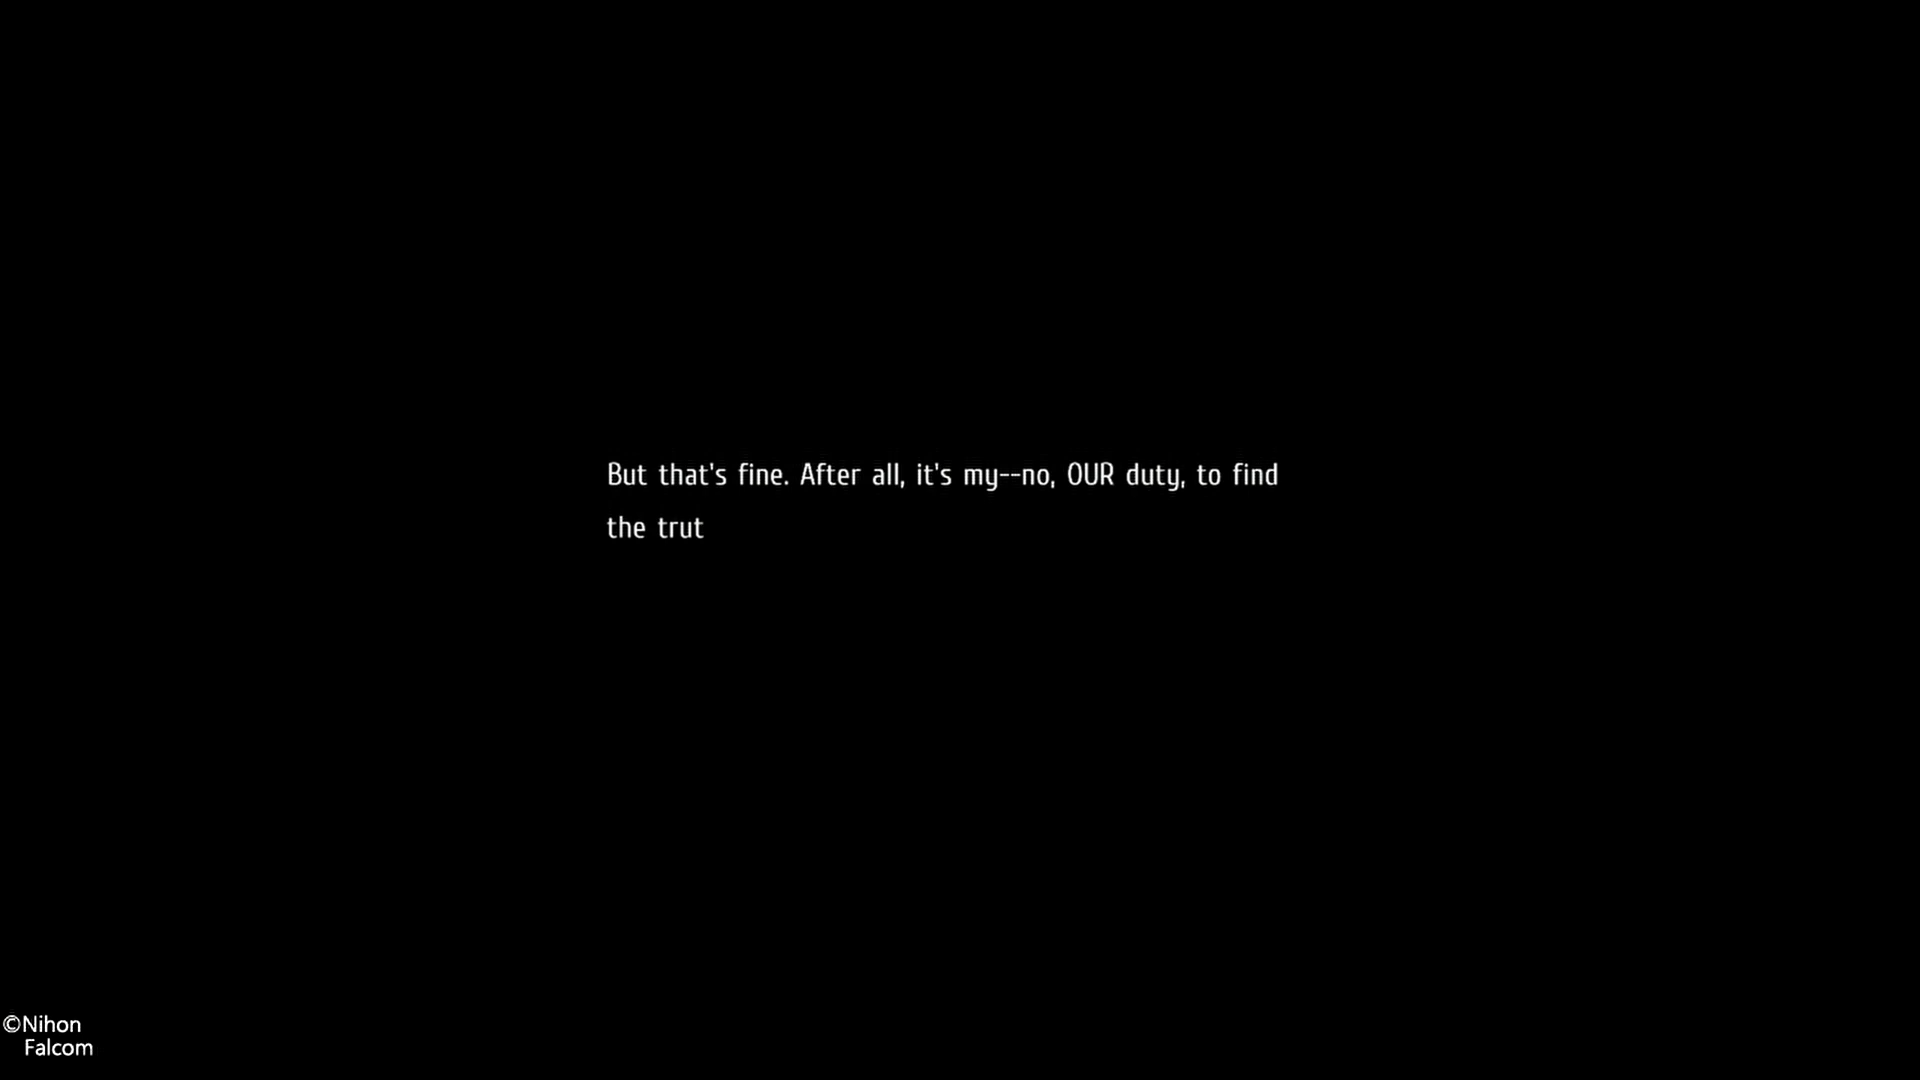 But that's fine. After all, it's my--no, OUR duty, to find
the trut
©Nihon
Falcom